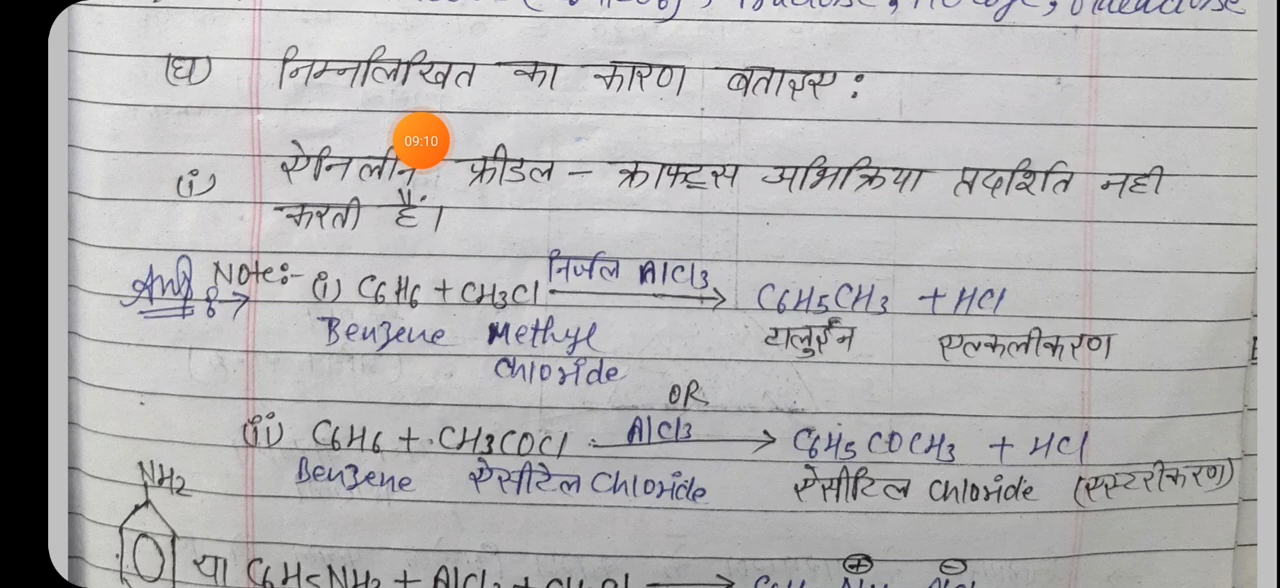 (घ) निम्नलिखित का कारण बताइए :
09:10
(i) ऐनिलीन फ्रीडल - क्राफ्ट्स अभिक्रिया प्रदर्शित नही
करती हैं।
Ans Note:- (i) C6H6 + CH3Cl निर्जल AlCl3 → C6H5CH3 + HCl
Benzene Methyl टालुईन एल्कलीकरण
Chloride
OR
(ii) C6H6 + CH3COCl AlCl3 → C6H5COCH3 + HCl
Benzene ऐसीटैल Chloride ऐसीटिल Chloride (एस्टरीकरण)
NH2
या C6H5NH2 + AlCl3 +